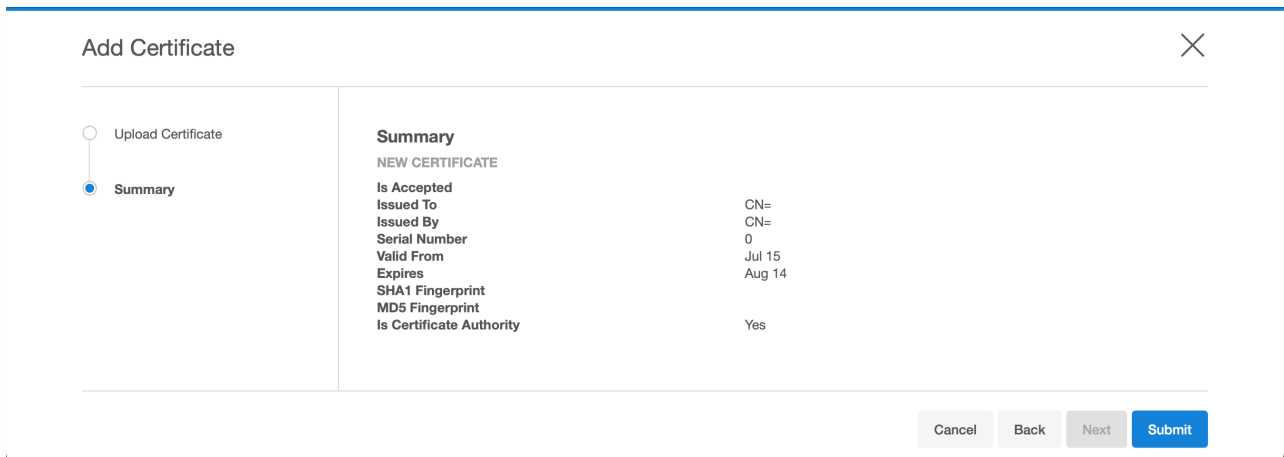 Add Certificate
Upload Certificate
Summary
Summary
NEW CERTIFICATE
Is Accepted
Issued To CN=
Issued By CN=
Serial Number 0
Valid From Jul 15
Expires Aug 14
SHA1 Fingerprint
MD5 Fingerprint
Is Certificate Authority Yes
Cancel Back Next Submit